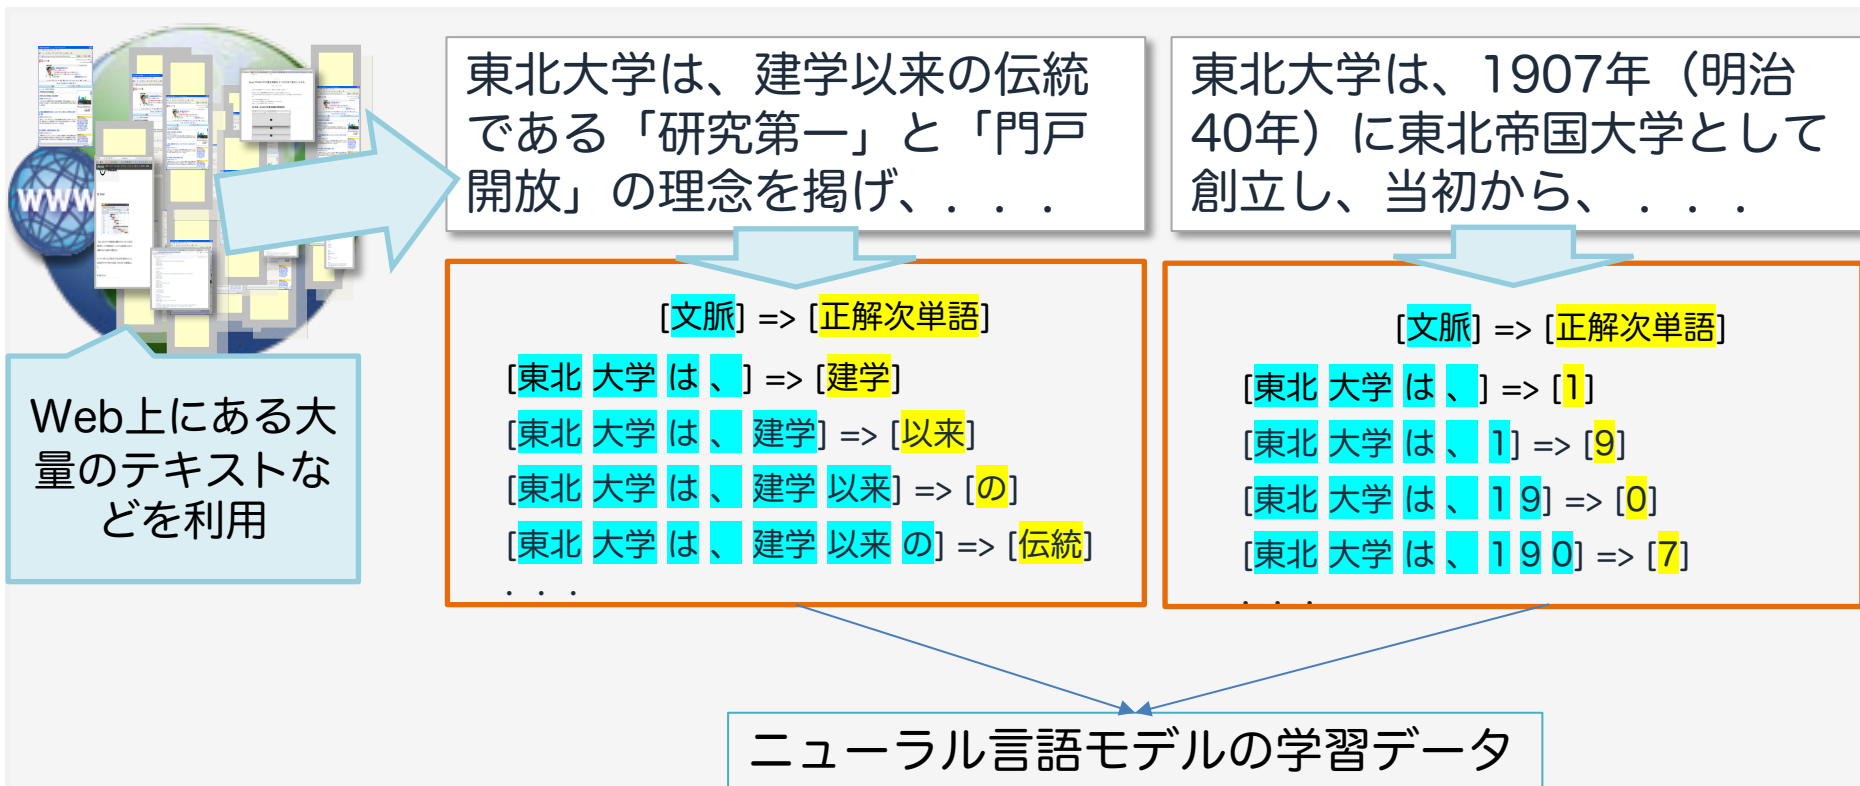 WWW
Web上にある大
量のテキストな
どを利用
東北大学は、建学以来の伝統
である「研究第一」と「門戸
開放」の理念を掲げ、．．．
[文脈] => [正解次単語]
[東北 大学 は 、] => [建学]
[東北 大学 は 、 建学] => [以来]
[東北 大学 は 、 建学 以来] => [の]
[東北 大学 は 、 建学 以来 の] => [伝統]
．．．
東北大学は、1907年（明治
40年）に東北帝国大学として
創立し、当初から、．．．
[文脈] => [正解次単語]
[東北 大学 は 、] => [1]
[東北 大学 は 、 1] => [9]
[東北 大学 は 、 1 9] => [0]
[東北 大学 は 、 1 9 0] => [7]
．．．
ニューラル言語モデルの学習データ